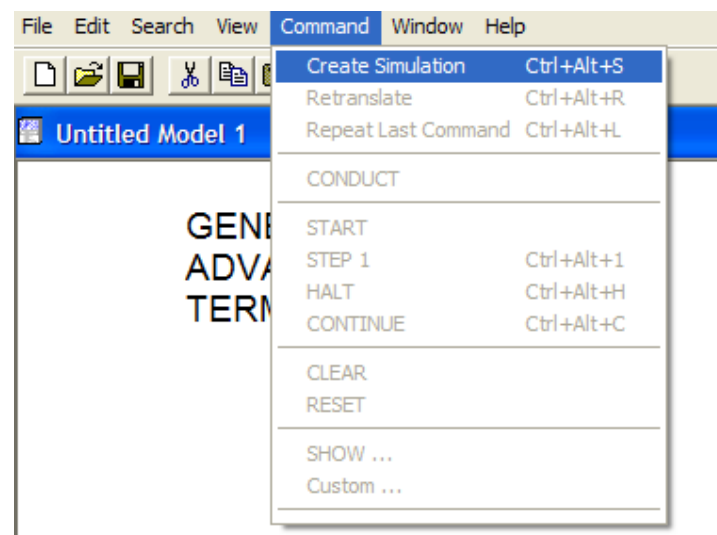 File Edit Search View Command Window Help
Create Simulation Ctrl+Alt+S
Retranslate Ctrl+Alt+R
Repeat Last Command Ctrl+Alt+L
Untitled Model 1
CONDUCT
START
STEP 1 Ctrl+Alt+1
HALT Ctrl+Alt+H
CONTINUE Ctrl+Alt+C
CLEAR
RESET
SHOW ...
Custom ...
GENE
ADVA
TERM